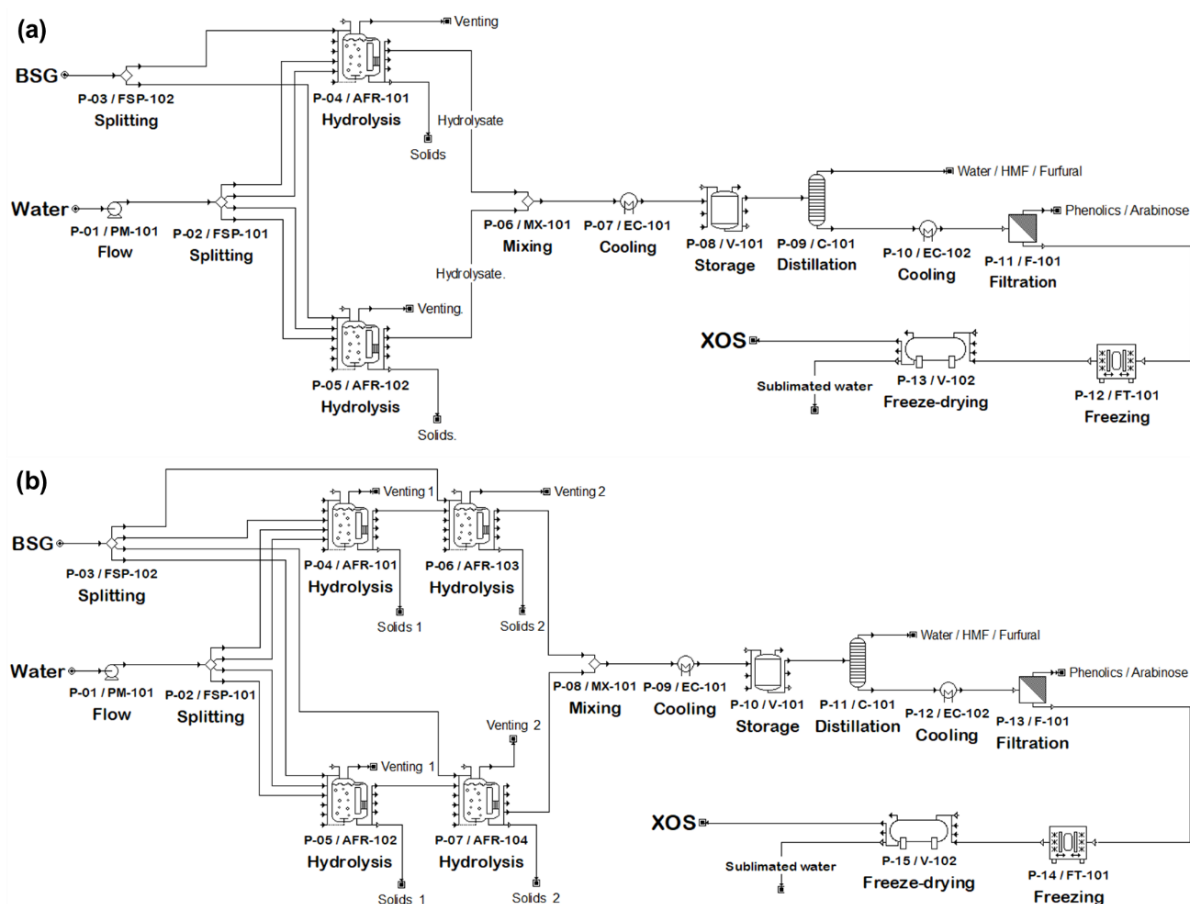 (a)
Venting
BSG
P-03 / FSP-102
Splitting
P-04 / AFR-101
Hydrolysis
Hydrolysate
Solids
Water / HMF / Furfural
Water
P-01 / PM-101
Flow
P-02 / FSP-101
Splitting
P-06 / MX-101
Mixing
P-07 / EC-101
Cooling
P-08 / V-101
Storage
P-09 / C-101
Distillation
P-10 / EC-102
Cooling
Phenolics / Arabinose
P-11 / F-101
Filtration
Hydrolysate.
Venting.
P-05 / AFR-102
Hydrolysis
Solids.
XOS
Sublimated water
P-13 / V-102
Freeze-drying
P-12 / FT-101
Freezing
(b)
Venting 1
Venting 2
BSG
P-03 / FSP-102
Splitting
P-04 / AFR-101
Hydrolysis
P-06 / AFR-103
Hydrolysis
Solids 1
Solids 2
Water / HMF / Furfural
Water
P-01 / PM-101
Flow
P-02 / FSP-101
Splitting
P-08 / MX-101
Mixing
P-09 / EC-101
Cooling
P-10 / V-101
Storage
P-11 / C-101
Distillation
P-12 / EC-102
Cooling
Phenolics / Arabinose
P-13 / F-101
Filtration
Venting 1
Venting 2
P-05 / AFR-102
Hydrolysis
P-07 / AFR-104
Hydrolysis
Solids 1
Solids 2
XOS
Sublimated water
P-15 / V-102
Freeze-drying
P-14 / FT-101
Freezing